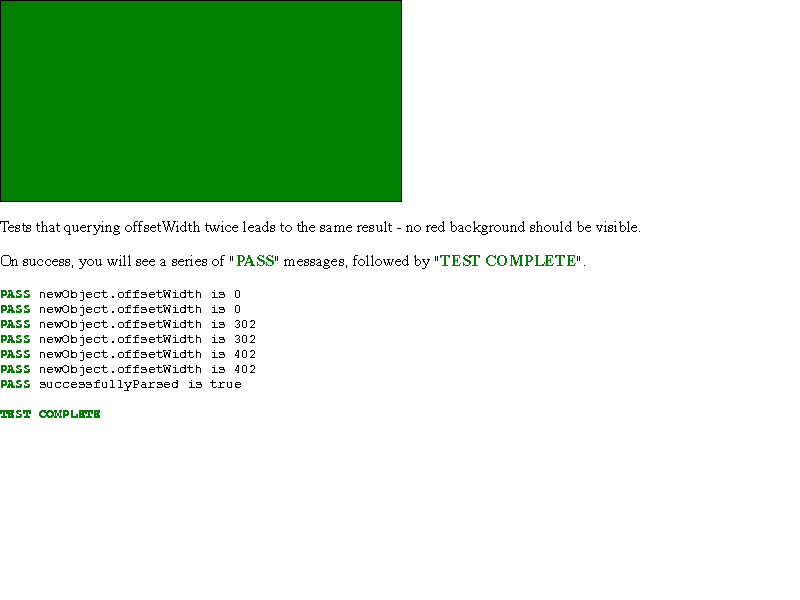 Tests that querying offsetWidth twice leads to the same result - no red background should be visible.
On success, you will see a series of "PASS" messages, followed by "TEST COMPLETE".
PASS newObject.offsetWidth is 0
PASS newObject.offsetWidth is 0
PASS newObject.offsetWidth is 302
PASS newObject.offsetWidth is 302
PASS newObject.offsetWidth is 402
PASS newObject.offsetWidth is 402
PASS successfullyParsed is true
TEST COMPLETE